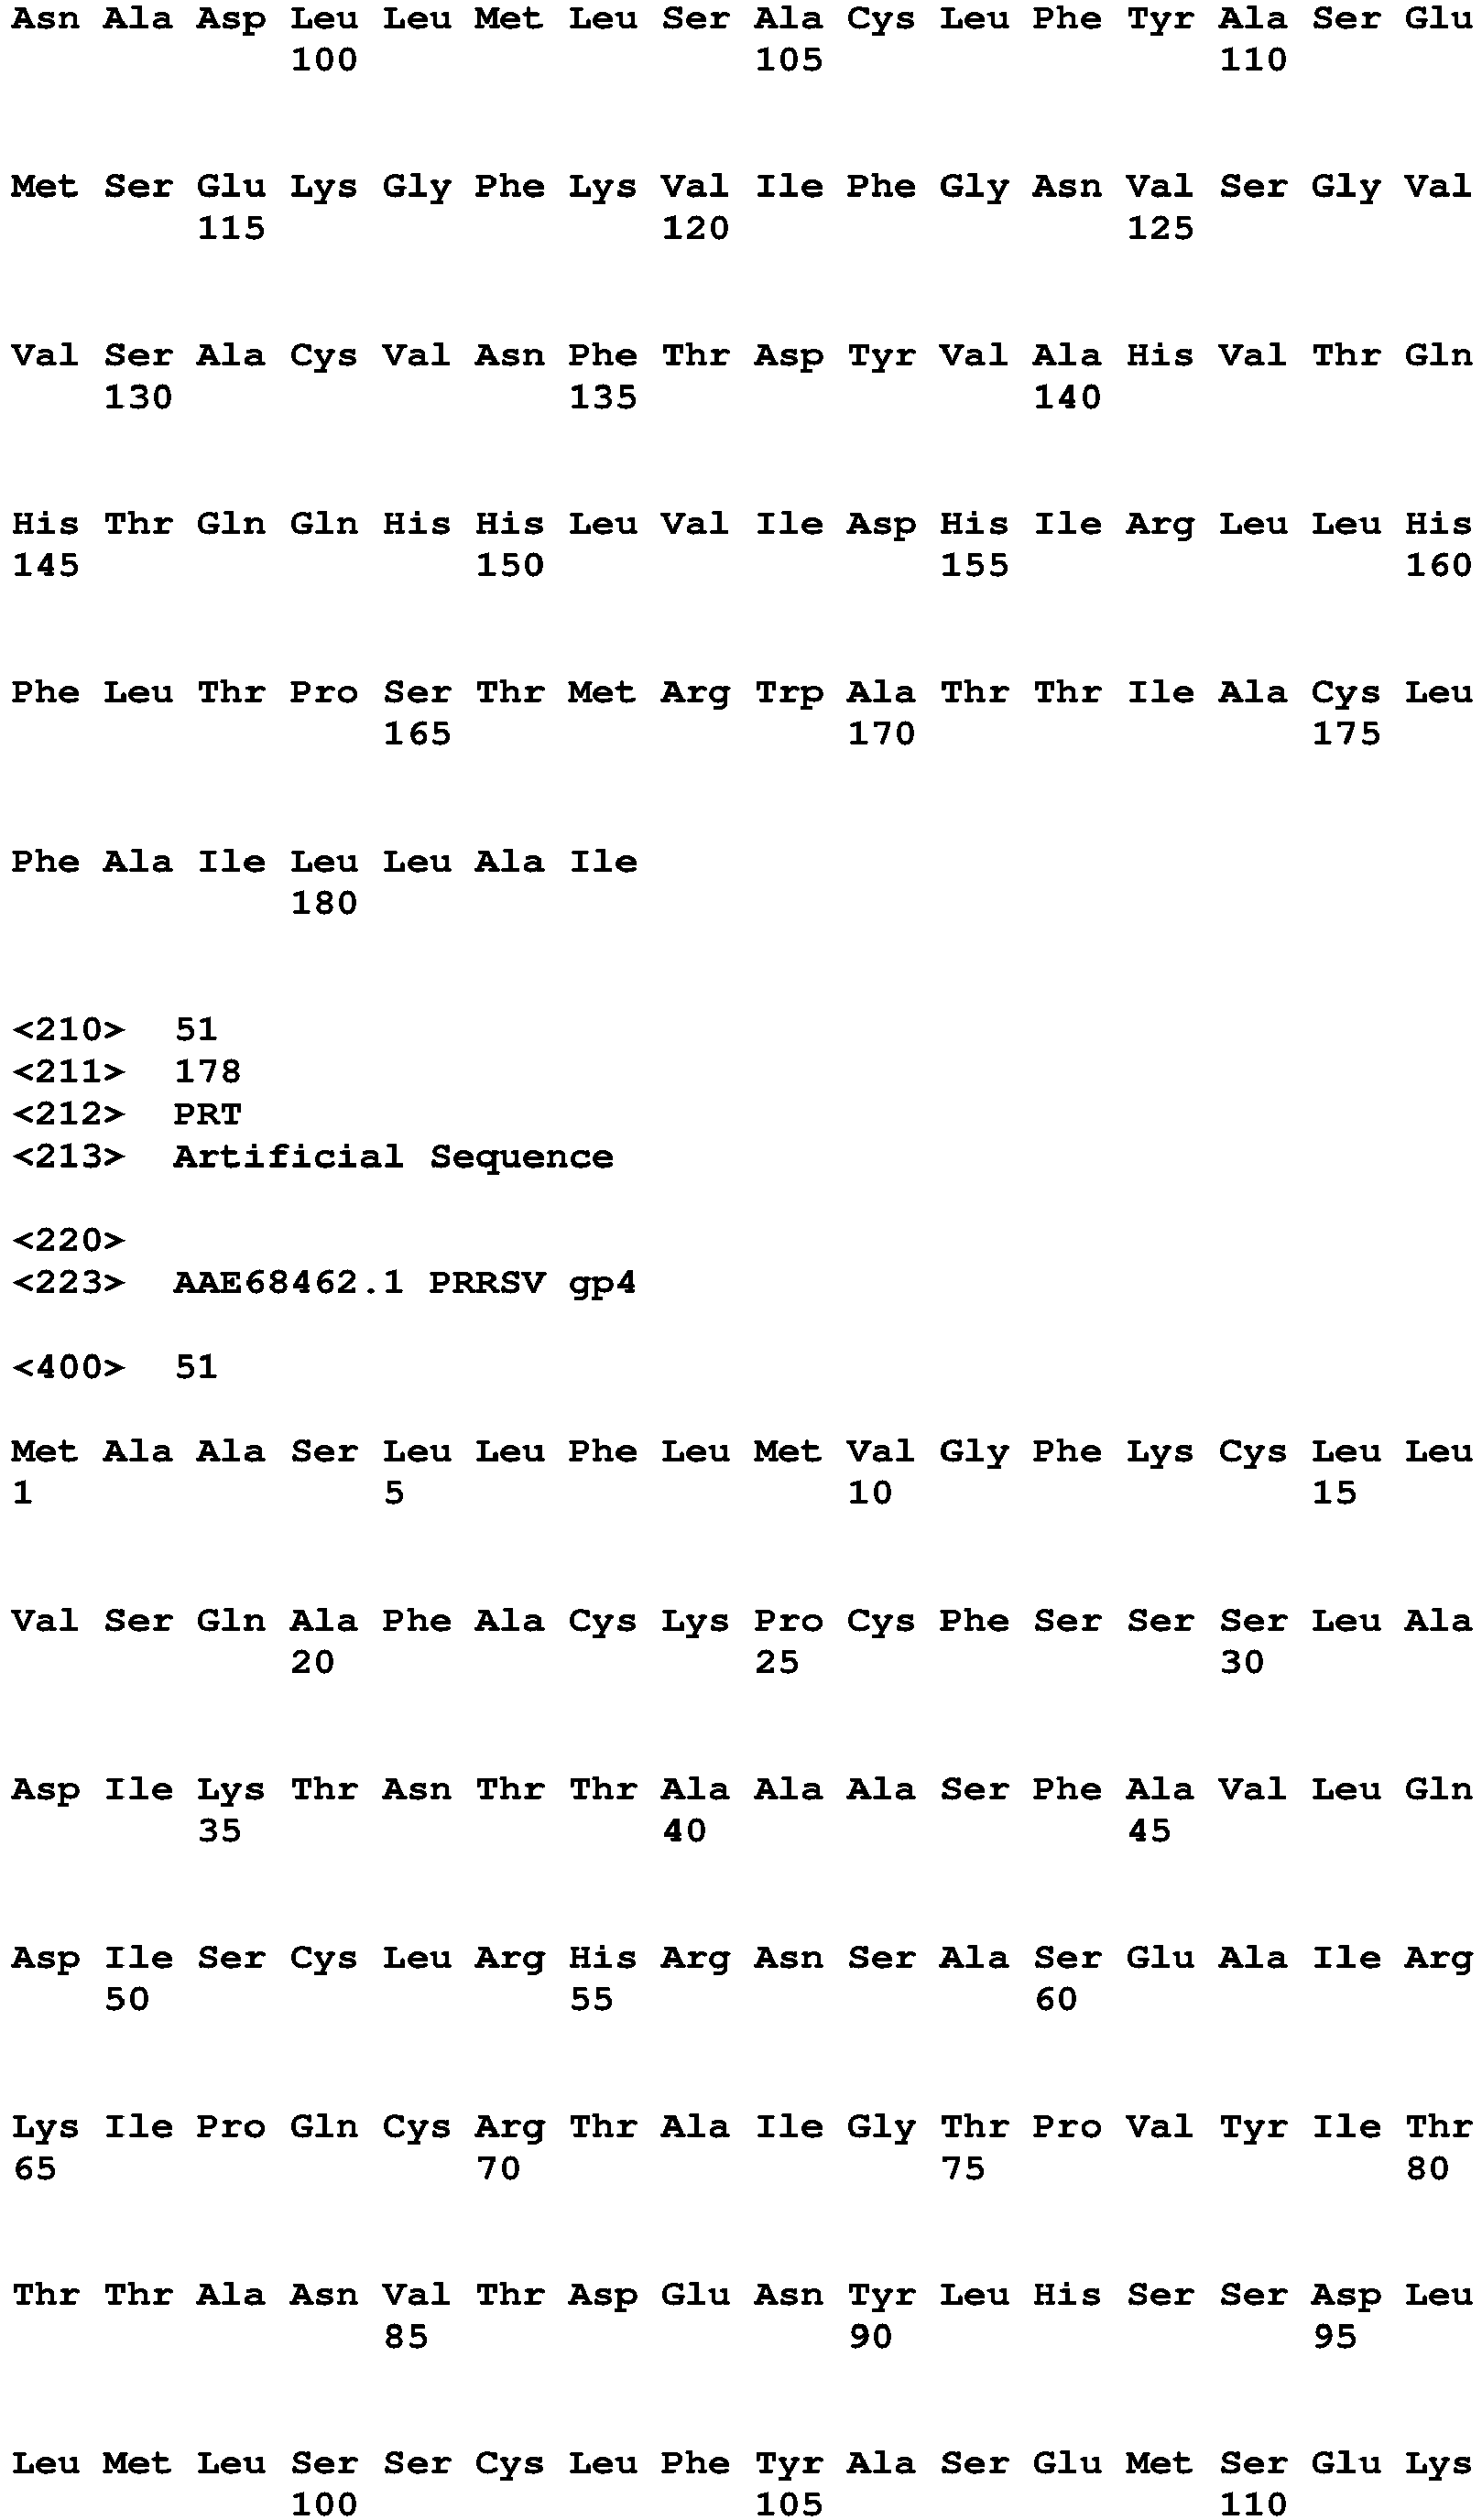 Asn Ala Asp Leu Leu Met Leu Ser Ala Cys Leu Phe Tyr Ala Ser Glu
100 105 110
Met Ser Glu Lys Gly Phe Lys Val Ile Phe Gly Asn Val Ser Gly Val
115 120 125
Val Ser Ala Cys Val Asn Phe Thr Asp Tyr Val Ala His Val Thr Gln
130 135 140
His Thr Gln Gln His His Leu Val Ile Asp His Ile Arg Leu Leu His
145 150 155 160
Phe Leu Thr Pro Ser Thr Met Arg Trp Ala Thr Thr Ile Ala Cys Leu
165 170 175
Phe Ala Ile Leu Leu Ala Ile
180
<210> 51
<211> 178
<212> PRT
<213> Artificial Sequence
<220>
<223> AAE68462.1 PRRSV gp4
<400> 51
Met Ala Ala Ser Leu Leu Phe Leu Met Val Gly Phe Lys Cys Leu Leu
1 5 10 15
Val Ser Gln Ala Phe Ala Cys Lys Pro Cys Phe Ser Ser Ser Leu Ala
20 25 30
Asp Ile Lys Thr Asn Thr Thr Ala Ala Ala Ser Phe Ala Val Leu Gln
35 40 45
Asp Ile Ser Cys Leu Arg His Arg Asn Ser Ala Ser Glu Ala Ile Arg
50 55 60
Lys Ile Pro Gln Cys Arg Thr Ala Ile Gly Thr Pro Val Tyr Ile Thr
65 70 75 80
Thr Thr Ala Asn Val Thr Asp Glu Asn Tyr Leu His Ser Ser Asp Leu
85 90 95
Leu Met Leu Ser Ser Cys Leu Phe Tyr Ala Ser Glu Met Ser Glu Lys
100 105 110